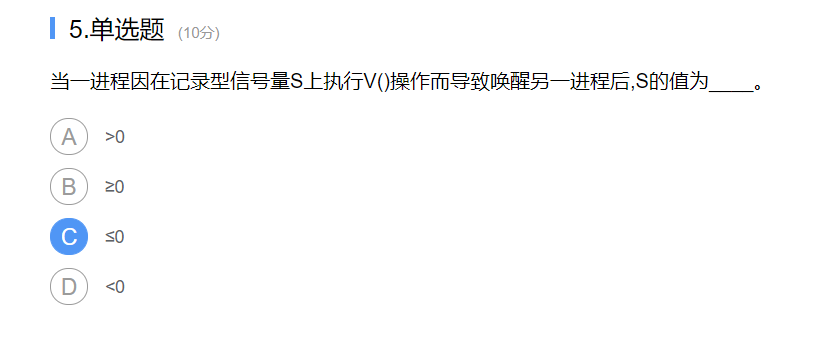 5.单选题 (10分)
当一进程因在记录型信号量S上执行V()操作而导致唤醒另一进程后,S的值为____。
A >0
B ≥0
C ≤0
D <0